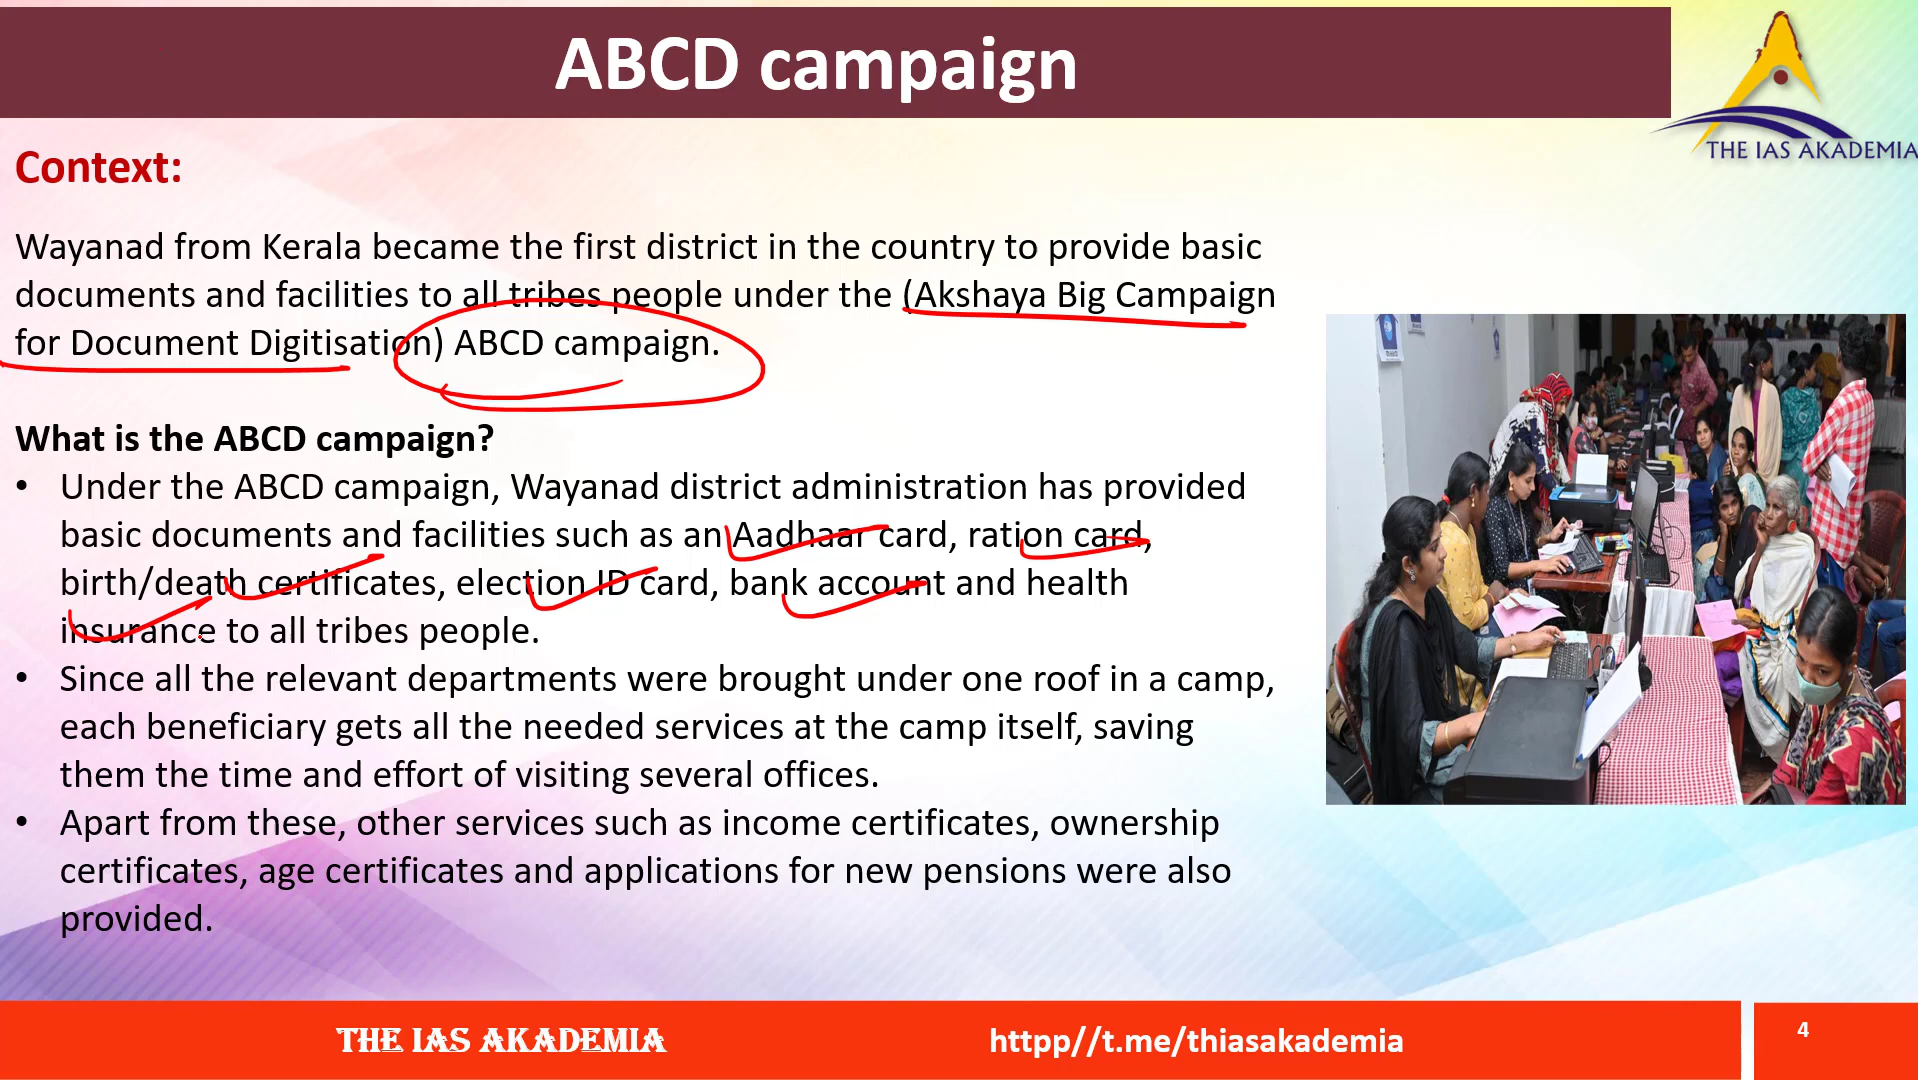 ABCD campaign
THE IAS AKADEMIA
Context:
Wayanad from Kerala became the first district in the country to provide basic
documents and facilities to all tribes people under the (Akshaya Big Campaign
for Document Digitisation) ABCD campaign.
What is the ABCD campaign?
• Under the ABCD campaign, Wayanad district administration has provided
basic documents and facilities such as an Aadhaar card, ration card,
birth/death certificates, election ID card, bank account and health
insurance to all tribes people.
• Since all the relevant departments were brought under one roof in a camp,
each beneficiary gets all the needed services at the camp itself, saving
them the time and effort of visiting several offices.
• Apart from these, other services such as income certificates, ownership
certificates, age certificates and applications for new pensions were also
provided.
THE IAS AKADEMIA
httpp//t.me/thiasakademia
4